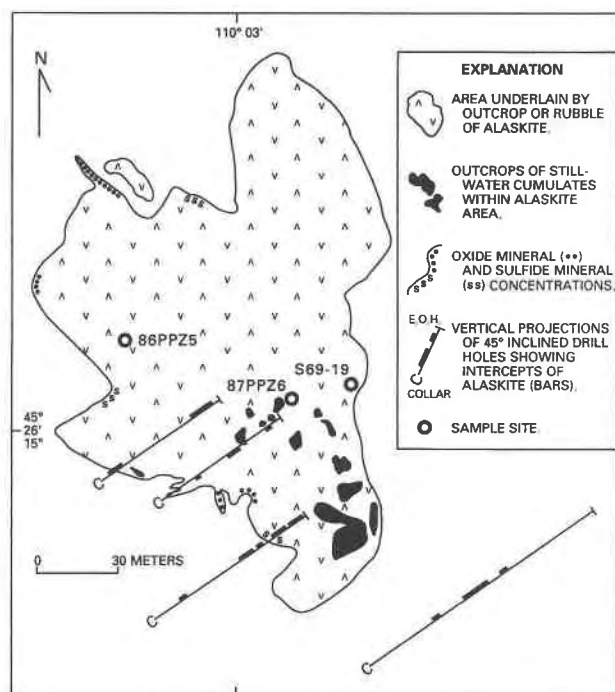 110° 03'
N
EXPLANATION
AREA UNDERLAIN BY
OUTCROP OR RUBBLE
OF ALASKITE.
OUTCROPS OF STILL-
WATER CUMULATES
WITHIN ALASKITE
AREA.
OXIDE MINERAL (••)
AND SULFIDE MINERAL
(ss) CONCENTRATIONS.
E O H
VERTICAL PROJECTIONS
OF 45° INCLINED DRILL
HOLES SHOWING
INTERCEPTS OF
ALASKITE (BARS).
COLLAR
SAMPLE SITE
sss
86PPZ5
S69-19
87PPZ6
sss
45°
26'
15"
0 30 METERS
s s